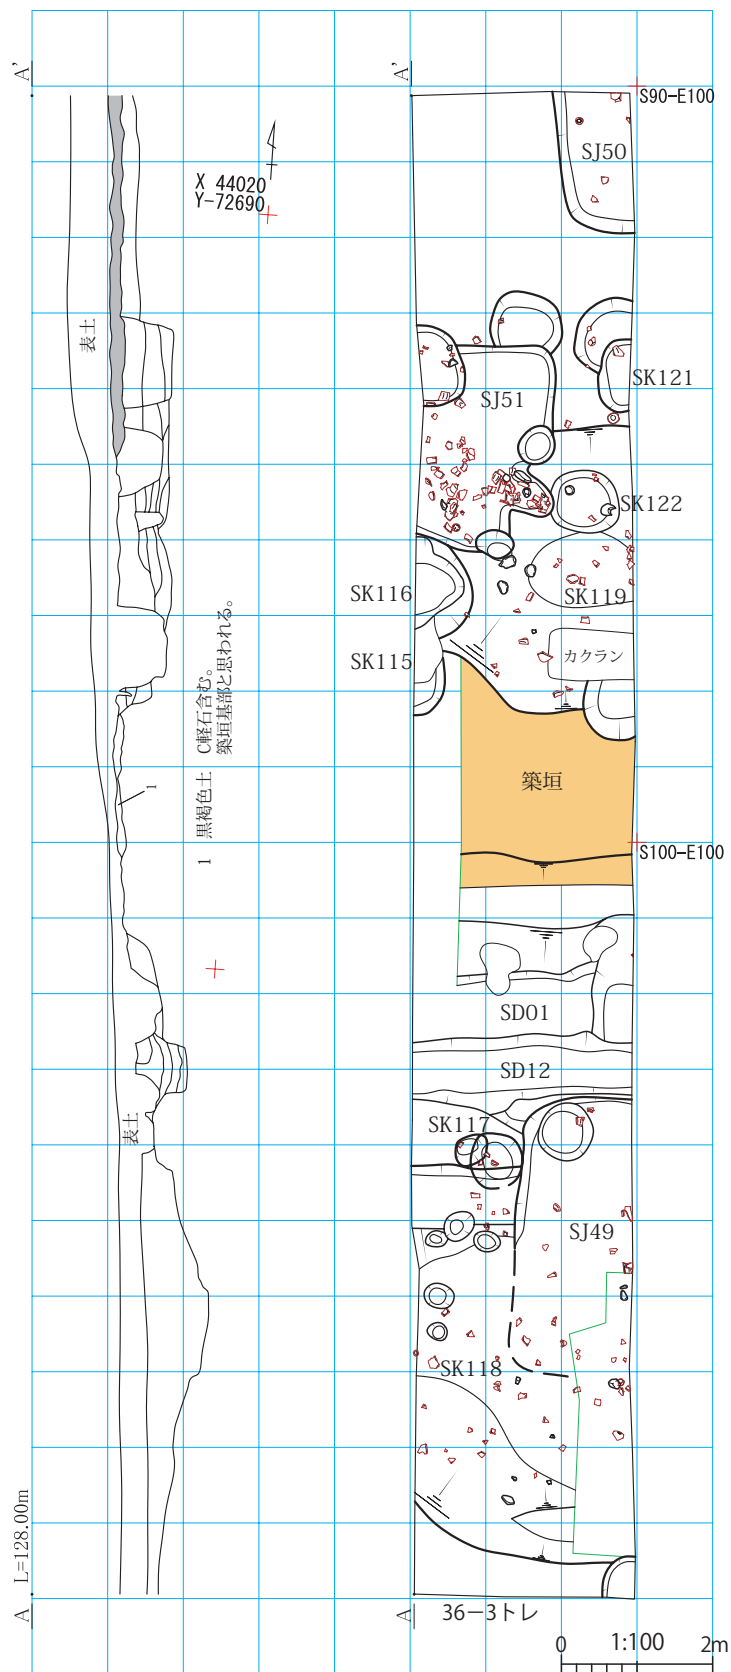 A'
A'
S90-E100
SJ50
X 44020
Y-72690
表土
SK121
SJ51
SK122
SK116
SK119
SK115
カクラン
1 黒褐色土 C軽石含む。
築垣基部と思われる。
1
築垣
S100-E100
SD01
SD12
表土
SK117
SJ49
SK118
L=128.00m
A
A
36-3トレ
1:100
0 2m